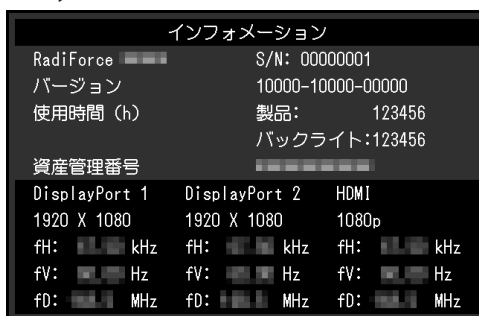 インフォメーション
RadiForce S/N: 00000001
バージョン 10000-10000-00000
使用時間（h） 製品: 123456
バックライト:123456
資産管理番号
DisplayPort 1 DisplayPort 2 HDMI
1920 X 1080 1920 X 1080 1080p
fH: kHz fH: kHz fH: kHz
fV: Hz fV: Hz fV: Hz
fD: MHz fD: MHz fD: MHz